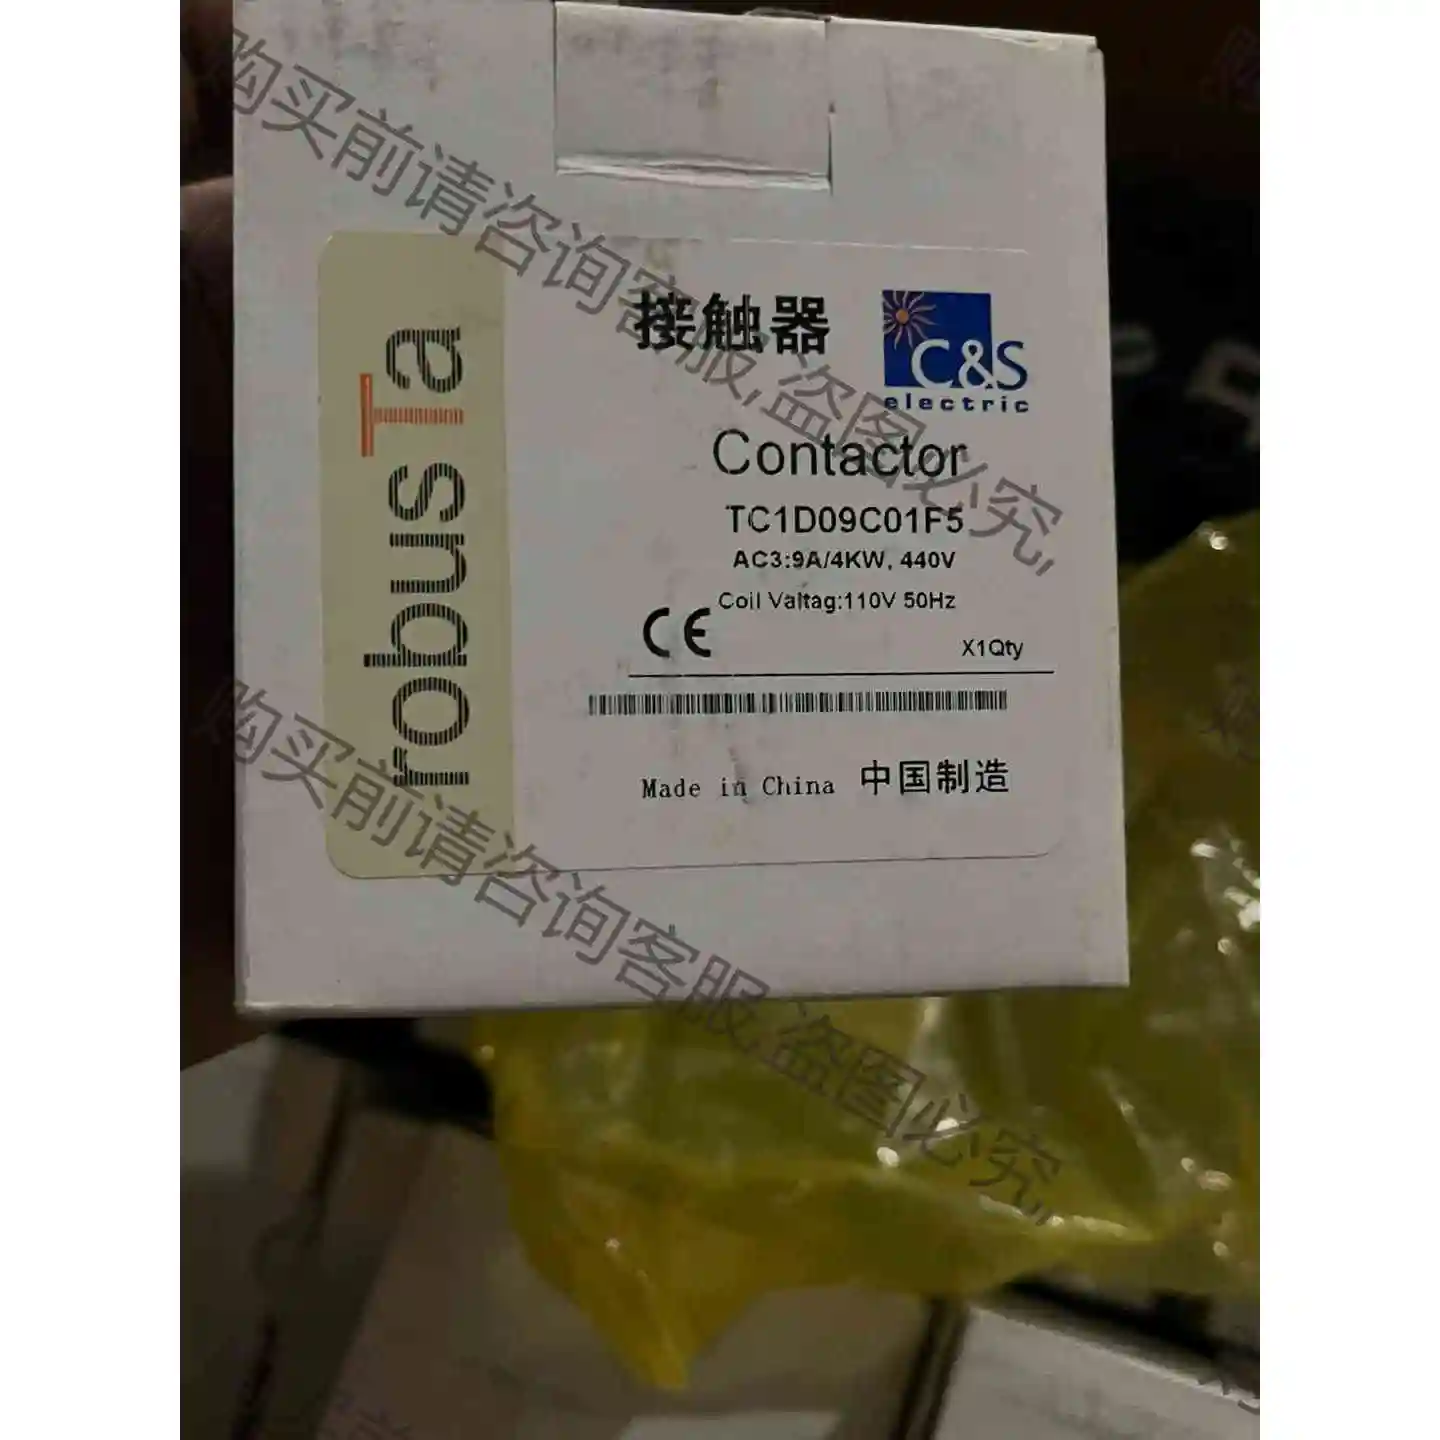 接触器
C&S
electric
robusTa
Contactor
TC1D09C01F5
AC3:9A/4KW, 440V
Coil Valtag:110V 50Hz
CE
X1Qty
Made in China 中国制造
购买前请咨询客服,盗图必究,
购买前请咨询客服,盗图必究,